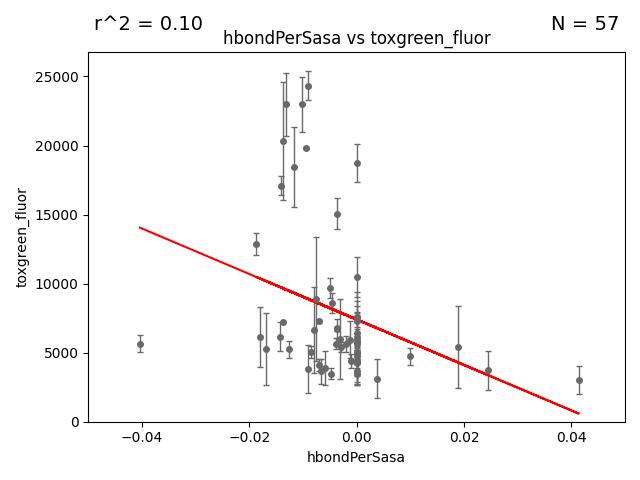 r^2 = 0.10
N = 57
hbondPerSasa vs toxgreen_fluor
toxgreen_fluor
25000
20000
15000
10000
5000
0
−0.04
−0.02
0.00
0.02
0.04
hbondPerSasa